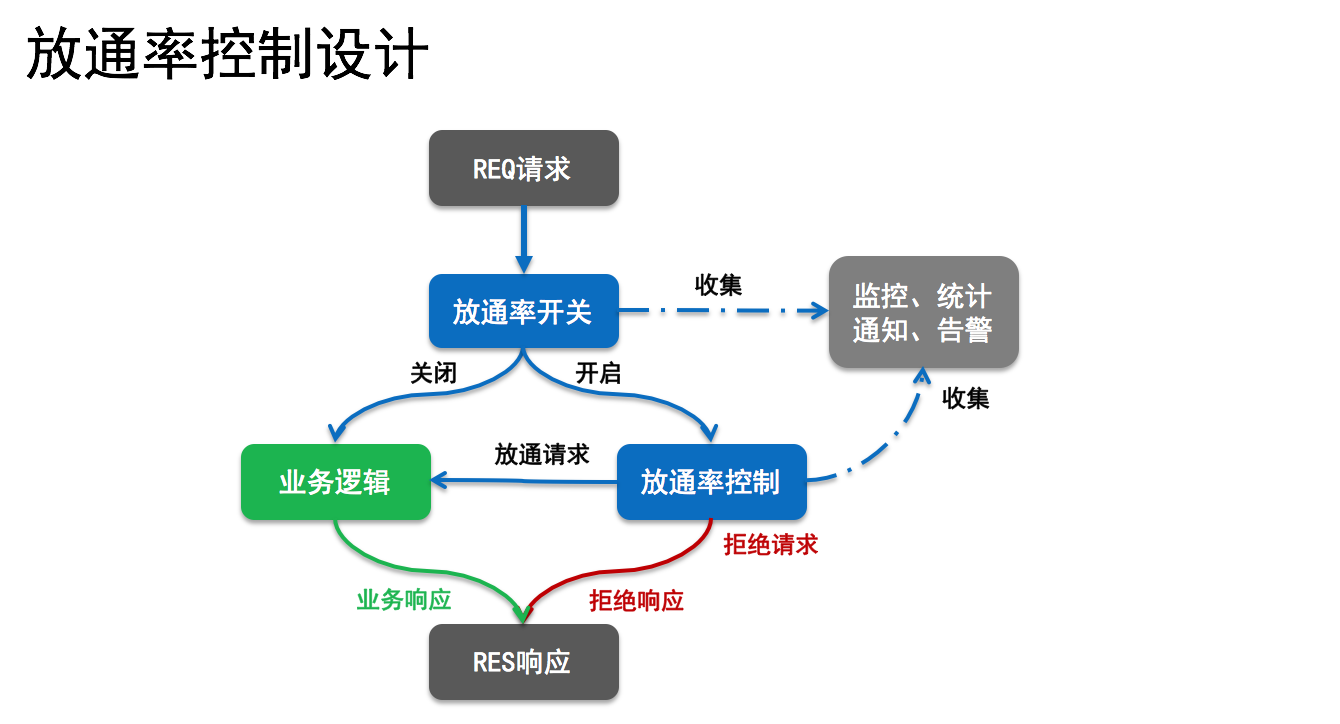 放通率控制设计
REQ请求
放通率开关
收集
监控、统计
通知、告警
关闭
开启
收集
业务逻辑
放通请求
放通率控制
拒绝请求
业务响应
拒绝响应
RES响应